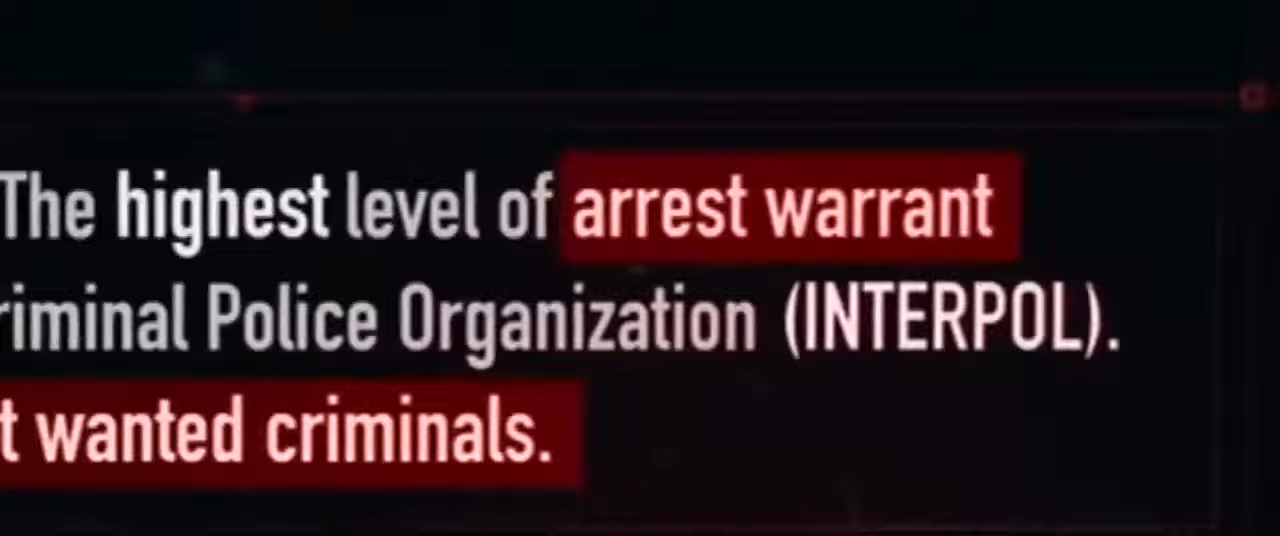 The highest level of arrest warrant
riminal Police Organization (INTERPOL).
t wanted criminals.